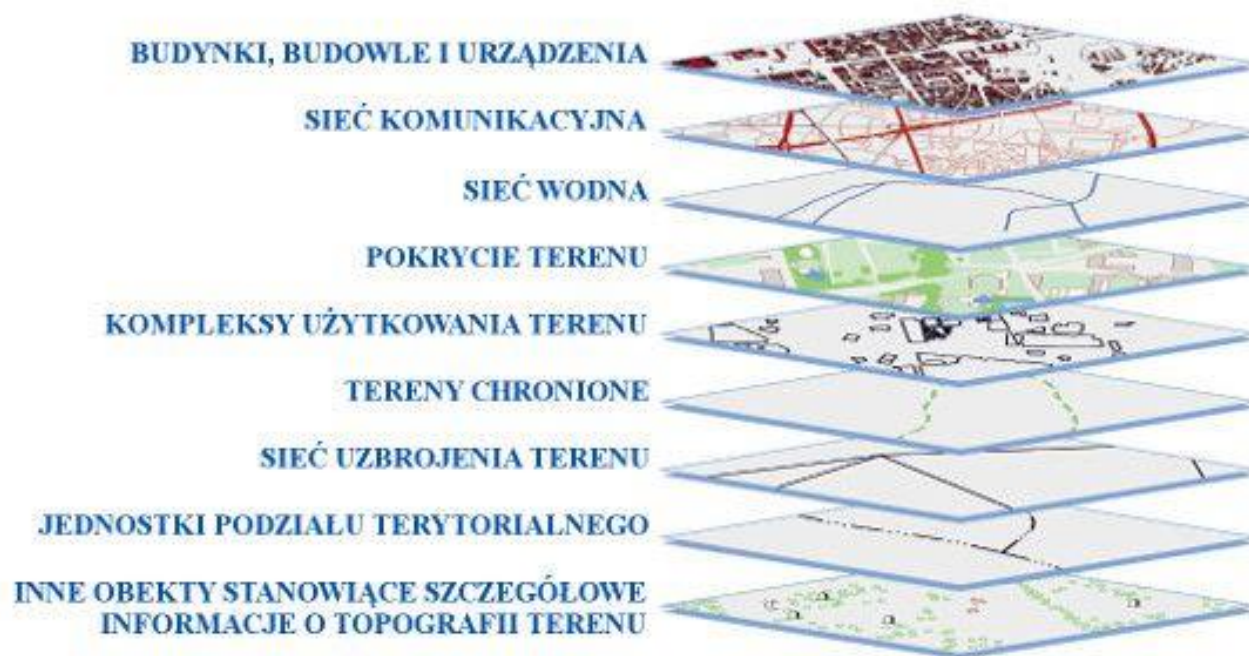 BUDYNKI, BUDOWLE I URZĄDZENIA
SIEĆ KOMUNIKACYJNA
SIEĆ WODNA
POKRYCIE TERENU
KOMPLEKSY UŻYTKOWANIA TERENU
TERENY CHRONIONE
SIEĆ UZBROJENIA TERENU
JEDNOSTKI PODZIAŁU TERYTORIALNEGO
INNE OBEKTY STANOWIĄCE SZCZEGÓŁOWE
INFORMACJE O TOPOGRAFII TERENU